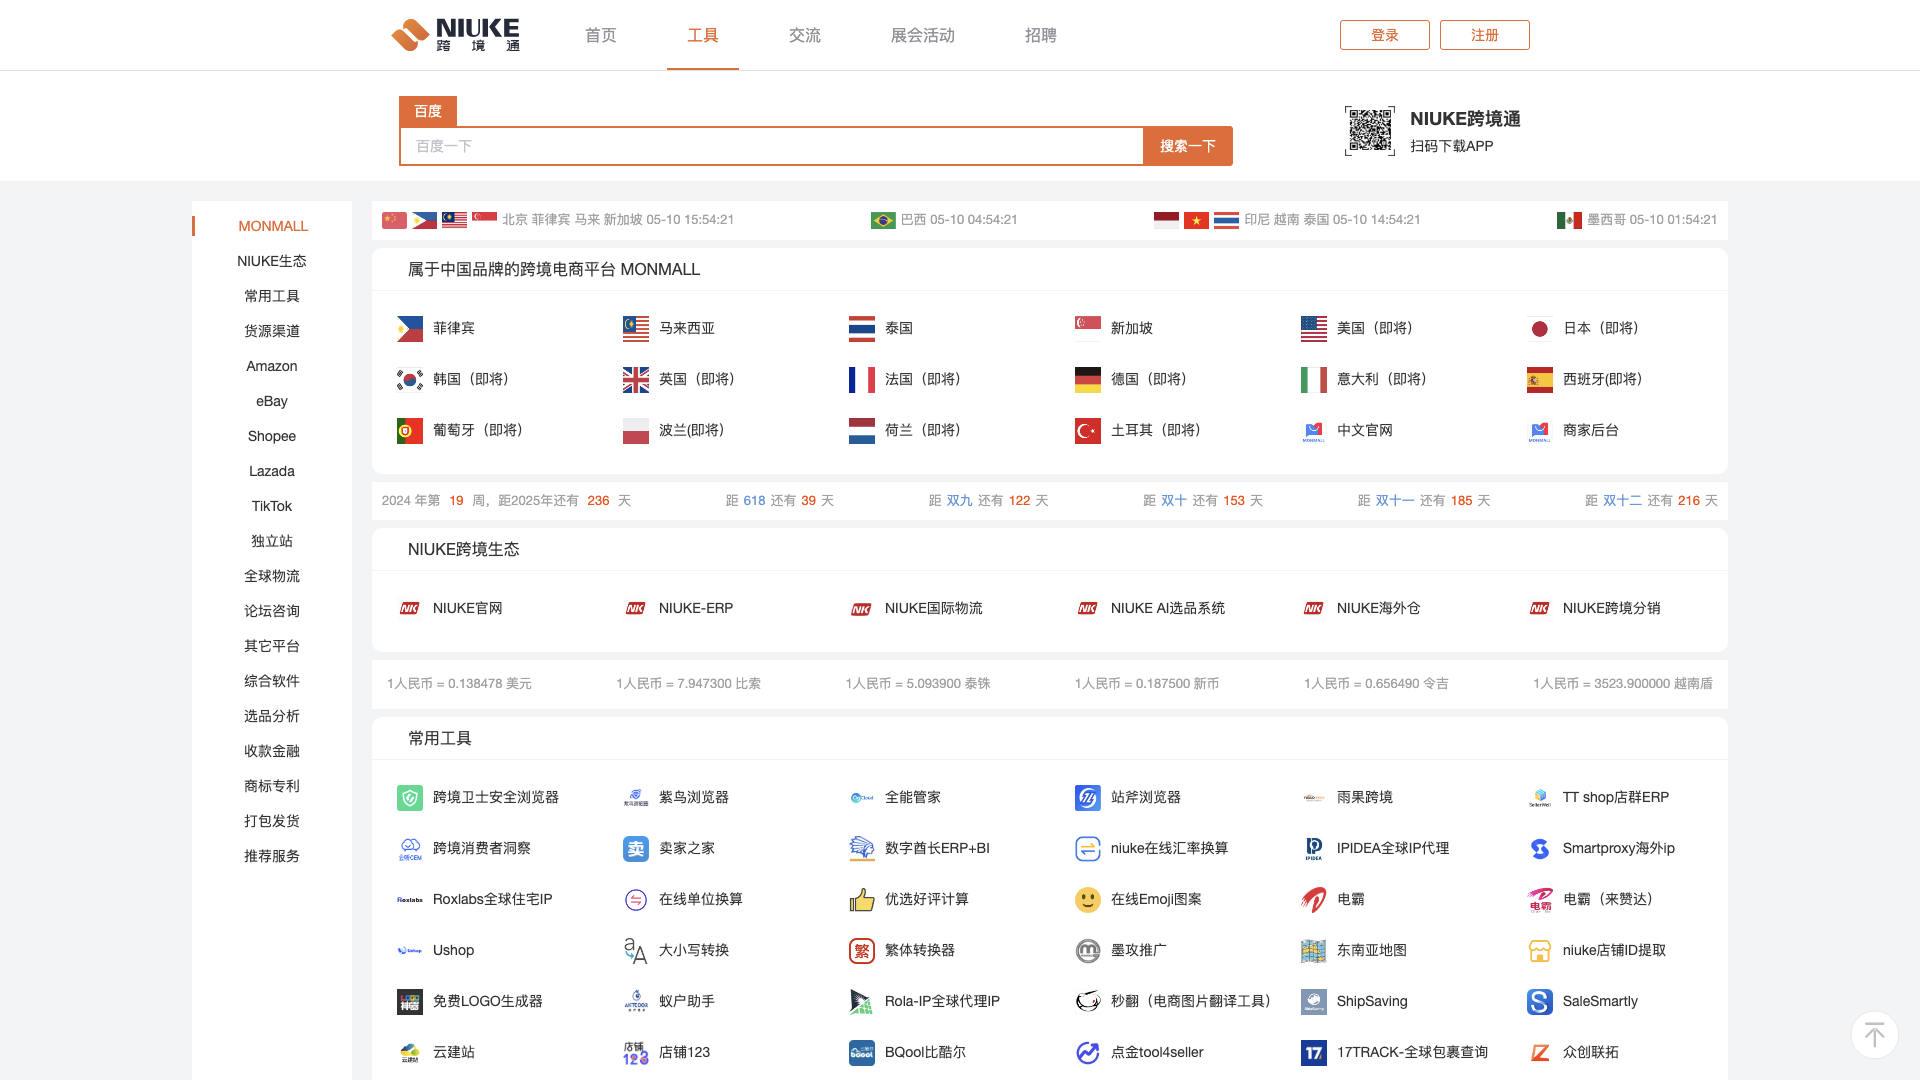 NIUKE
跨 境 通
首页 工具 交流 展会活动 招聘 登录 注册
百度
百度一下 搜索一下
NIUKE跨境通
扫码下载APP
MONMALL
NIUKE生态
常用工具
货源渠道
Amazon
eBay
Shopee
Lazada
TikTok
独立站
全球物流
论坛咨询
其它平台
综合软件
选品分析
收款金融
商标专利
打包发货
推荐服务
北京 菲律宾 马来 新加坡 05-10 15:54:21 巴西 05-10 04:54:21 印尼 越南 泰国 05-10 14:54:21 墨西哥 05-10 01:54:21
属于中国品牌的跨境电商平台 MONMALL
菲律宾 马来西亚 泰国 新加坡 美国（即将） 日本（即将）
韩国（即将） 英国（即将） 法国（即将） 德国（即将） 意大利（即将） 西班牙(即将）
葡萄牙（即将） 波兰(即将） 荷兰（即将） 土耳其（即将） 中文官网 商家后台
2024 年第 19 周，距2025年还有 236 天 距 618 还有 39 天 距 双九 还有 122 天 距 双十 还有 153 天 距 双十一 还有 185 天 距 双十二 还有 216 天
NIUKE跨境生态
NIUKE官网 NIUKE-ERP NIUKE国际物流 NIUKE AI选品系统 NIUKE海外仓 NIUKE跨境分销
1人民币 = 0.138478 美元 1人民币 = 7.947300 比索 1人民币 = 5.093900 泰铢 1人民币 = 0.187500 新币 1人民币 = 0.656490 令吉 1人民币 = 3523.900000 越南盾
常用工具
跨境卫士安全浏览器 紫鸟浏览器 全能管家 站斧浏览器 雨果跨境 TT shop店群ERP
跨境消费者洞察 卖家之家 数字酋长ERP+BI niuke在线汇率换算 IPIDEA全球IP代理 Smartproxy海外ip
Roxlabs全球住宅IP 在线单位换算 优选好评计算 在线Emoji图案 电霸 电霸（来赞达）
Ushop 大小写转换 繁体转换器 墨攻推广 东南亚地图 niuke店铺ID提取
免费LOGO生成器 蚁户助手 Rola-IP全球代理IP 秒翻（电商图片翻译工具） ShipSaving SaleSmartly
云建站 店铺123 BQool比酷尔 点金tool4seller 17TRACK-全球包裹查询 众创联拓